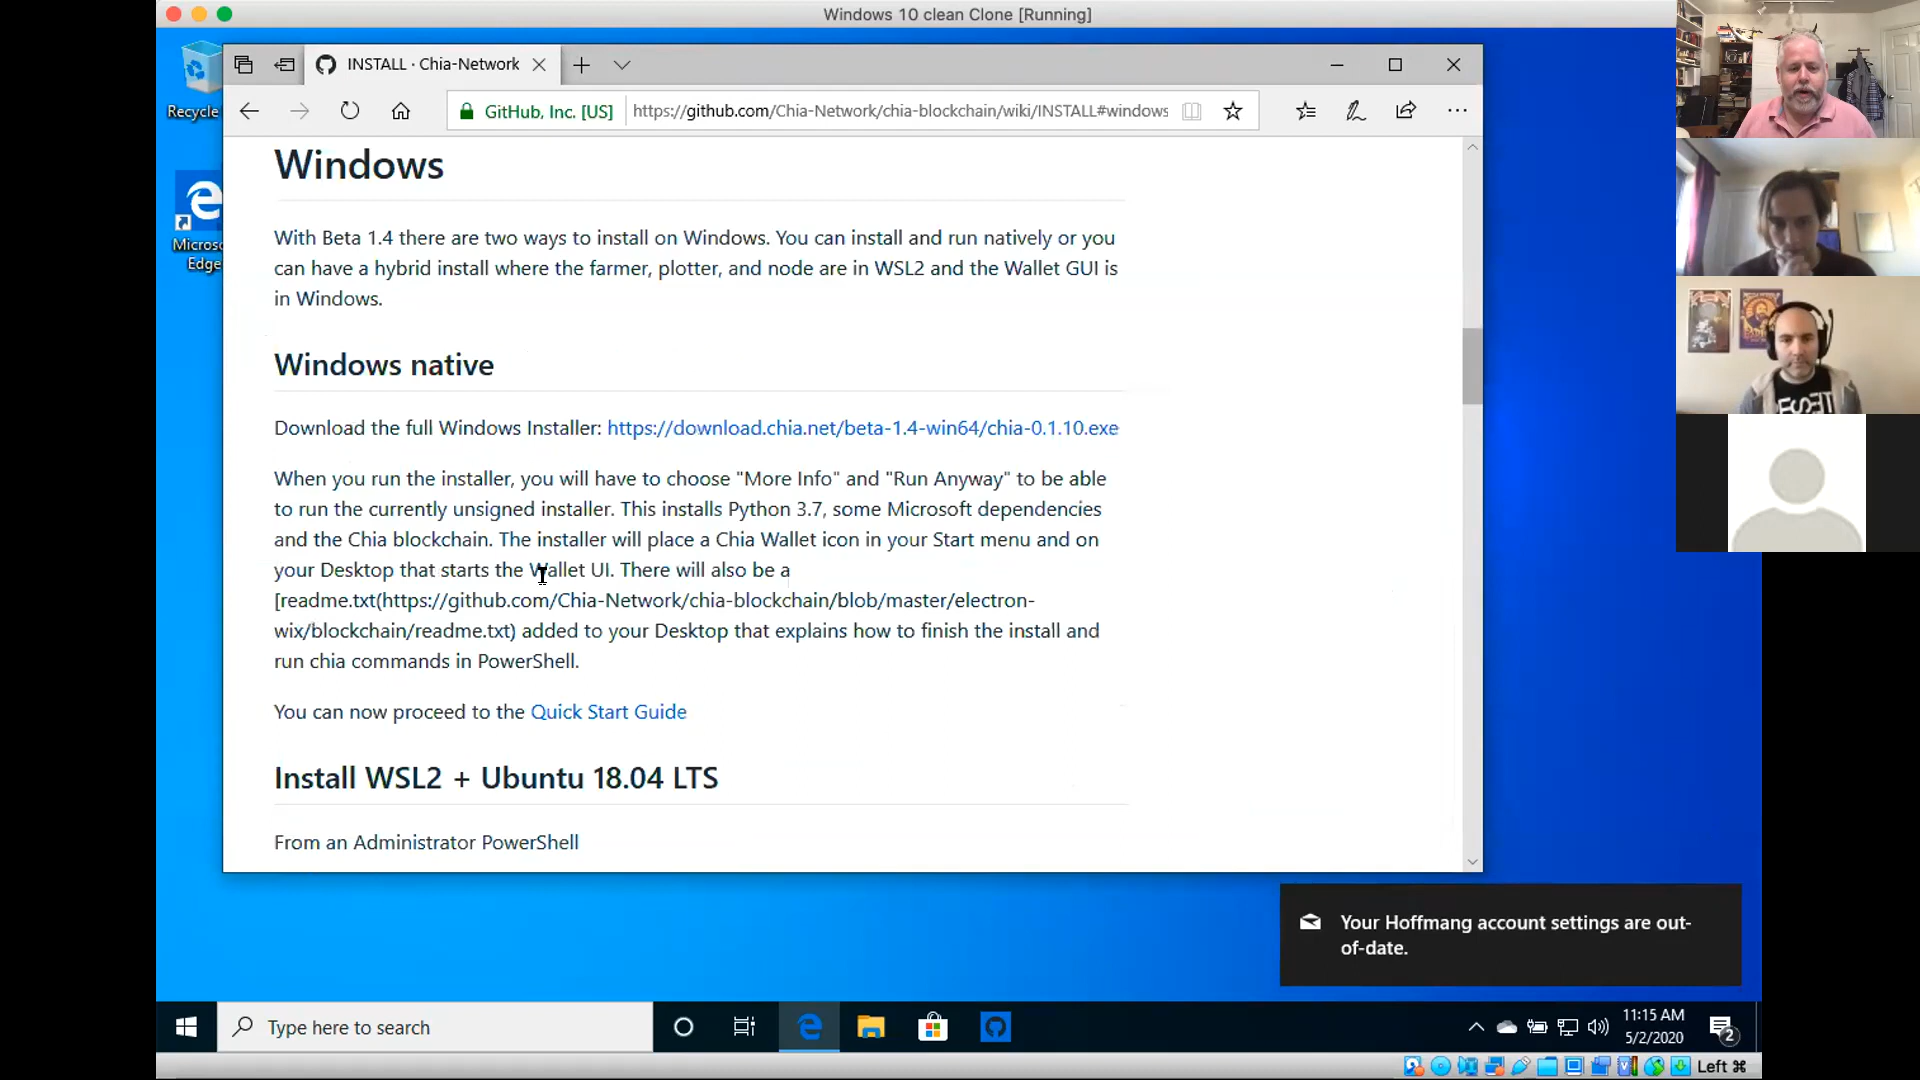 Windows 10 clean Clone [Running]
INSTALL · Chia-Network
GitHub, Inc. [US]
https://github.com/Chia-Network/chia-blockchain/wiki/INSTALL#windows
Recycle
Micros
Edge
Windows
With Beta 1.4 there are two ways to install on Windows. You can install and run natively or you
can have a hybrid install where the farmer, plotter, and node are in WSL2 and the Wallet GUI is
in Windows.
Windows native
Download the full Windows Installer: https://download.chia.net/beta-1.4-win64/chia-0.1.10.exe
When you run the installer, you will have to choose "More Info" and "Run Anyway" to be able
to run the currently unsigned installer. This installs Python 3.7, some Microsoft dependencies
and the Chia blockchain. The installer will place a Chia Wallet icon in your Start menu and on
your Desktop that starts the Wallet UI. There will also be a
[readme.txt(https://github.com/Chia-Network/chia-blockchain/blob/master/electron-
wix/blockchain/readme.txt) added to your Desktop that explains how to finish the install and
run chia commands in PowerShell.
You can now proceed to the Quick Start Guide
Install WSL2 + Ubuntu 18.04 LTS
From an Administrator PowerShell
Your Hoffmang account settings are out-
of-date.
Type here to search
11:15 AM
5/2/2020
2
Left ⌘